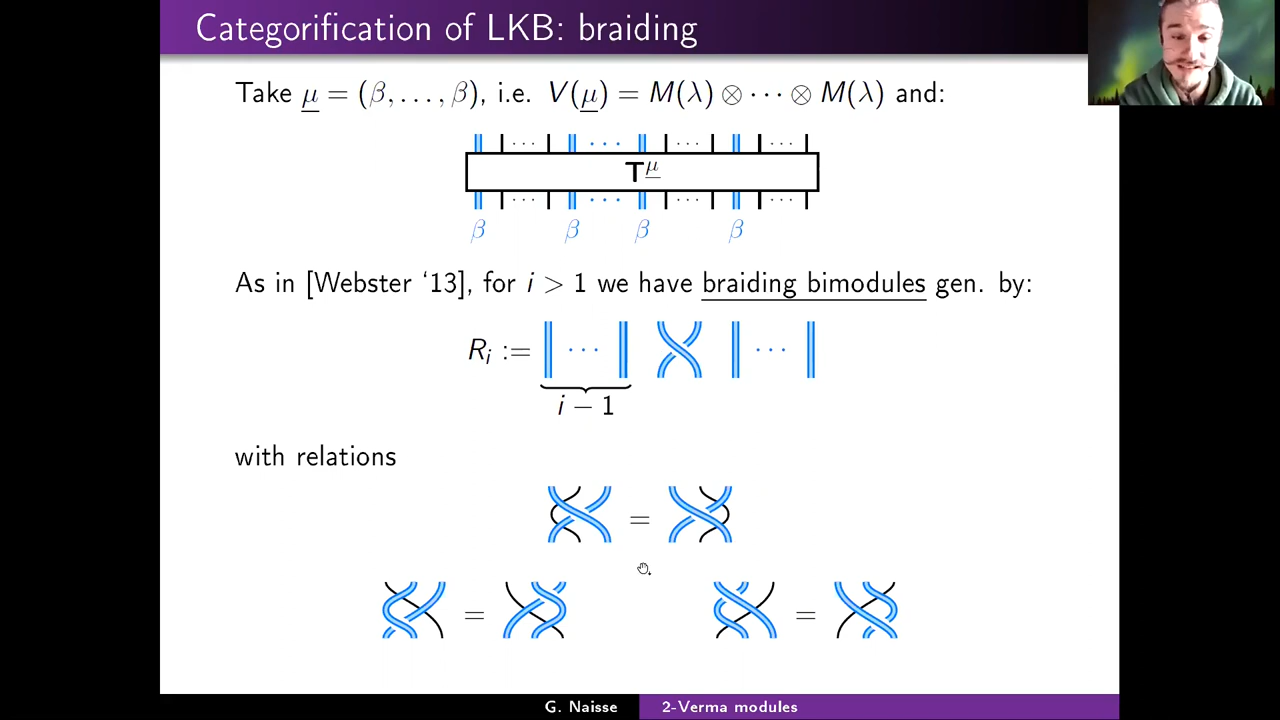 Categorification of LKB: braiding
Take μ = (β, . . . , β), i.e. V(μ) = M(λ) ⊗ · · · ⊗ M(λ) and:
· · · · · · · · · · · ·
T^μ
· · · · · · · · · · · ·
β β β β
As in [Webster ‘13], for i > 1 we have braiding bimodules gen. by:
R_i := · · · · · ·
i − 1
with relations
=
= =
G. Naisse 2-Verma modules